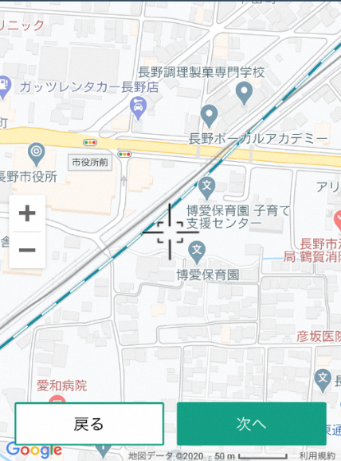 リニック
ガッツレンタカー長野店
長野調理製菓専門学校
町
長野ボーカルアカデミー
市役所前
長野市役所
アリ
博愛保育園 子育て
支援センター
+
長野市消
局 鶴賀消
舎
−
博愛保育園
彦坂医院
愛和病院
東通
戻る
次へ
Google
地図データ ©2020
50 m
利用規約